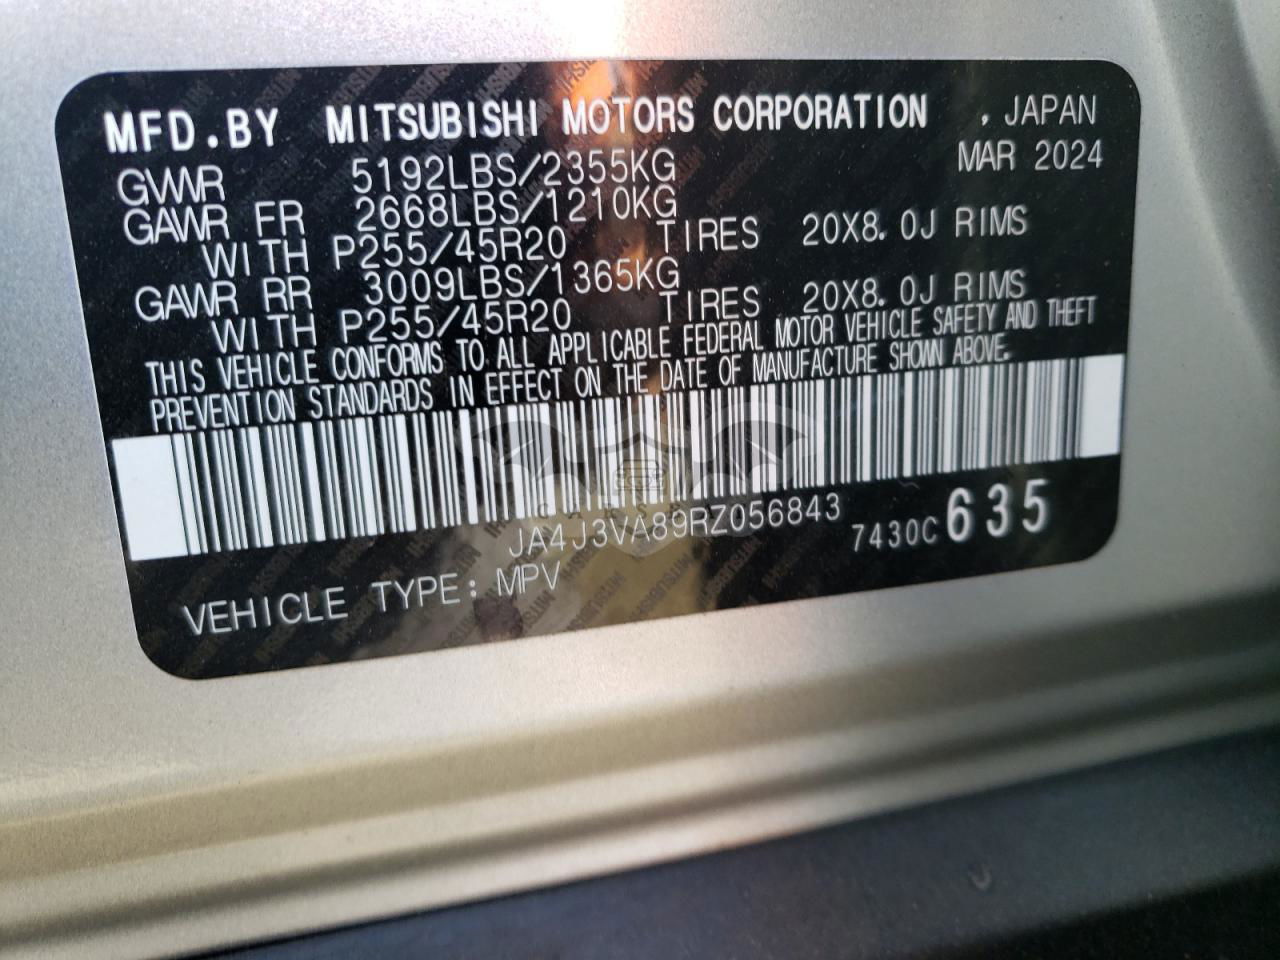 MFD.BY MITSUBISHI MOTORS CORPORATION , JAPAN
MAR 2024
GVWR 5192LBS/2355KG
GAWR FR 2668LBS/1210KG
WITH P255/45R20 TIRES 20X8.0J RIMS
GAWR RR 3009LBS/1365KG
WITH P255/45R20 TIRES 20X8.0J RIMS
THIS VEHICLE CONFORMS TO ALL APPLICABLE FEDERAL MOTOR VEHICLE SAFETY AND THEFT
PREVENTION STANDARDS IN EFFECT ON THE DATE OF MANUFACTURE SHOWN ABOVE.
JA4J3VA89RZ056843 7430C 635
VEHICLE TYPE: MPV